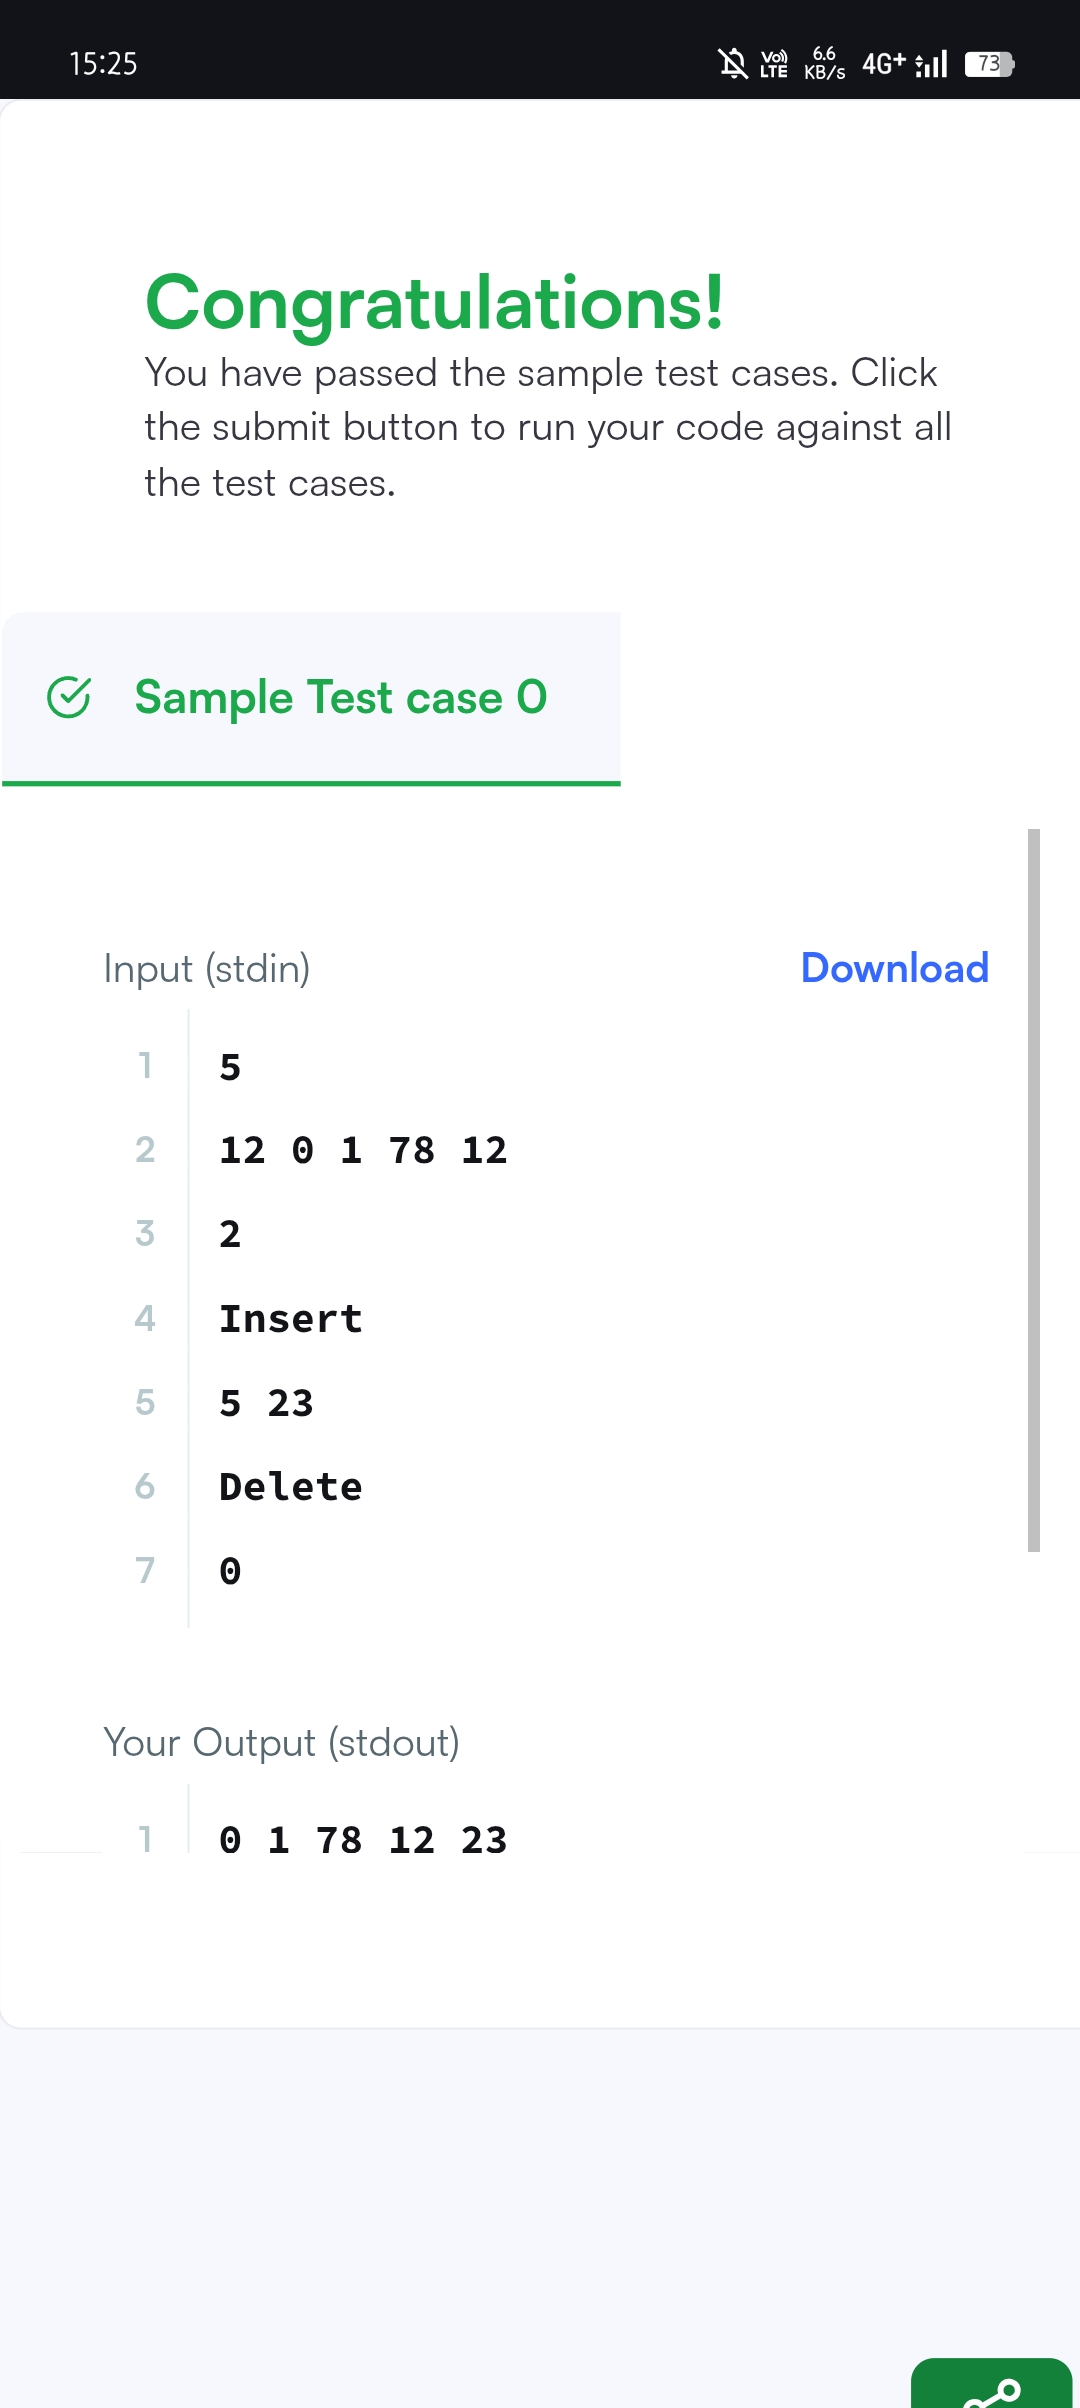 15:25
Vo))
LTE
6.6
KB/s
4G+
73
Congratulations!
You have passed the sample test cases. Click
the submit button to run your code against all
the test cases.
Sample Test case 0
Input (stdin)
Download
1 5
2 12 0 1 78 12
3 2
4 Insert
5 5 23
6 Delete
7 0
Your Output (stdout)
1 0 1 78 12 23